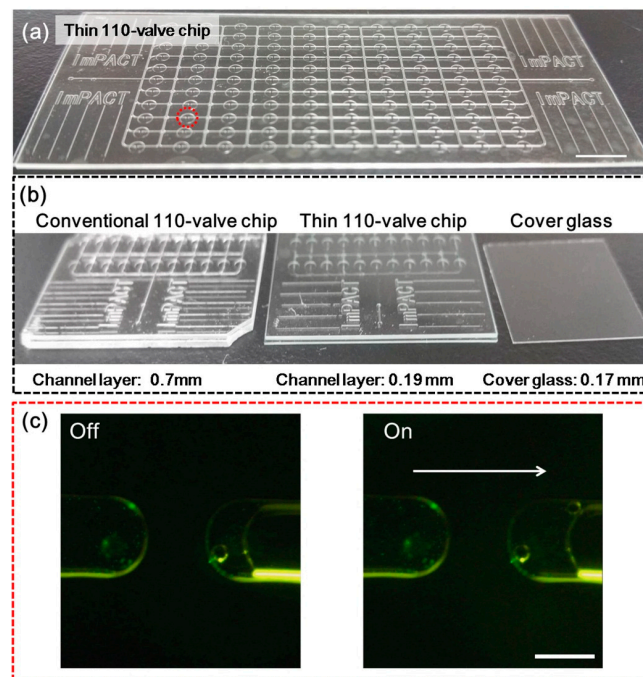 (a)
Thin 110-valve chip
ImPACT
ImPACT
ImPACT
ImPACT
(b)
Conventional 110-valve chip
Thin 110-valve chip
Cover glass
ImPACT
ImPACT
ImPACT
ImPACT
Channel layer: 0.7mm
Channel layer: 0.19 mm
Cover glass: 0.17 mm
(c)
Off
On